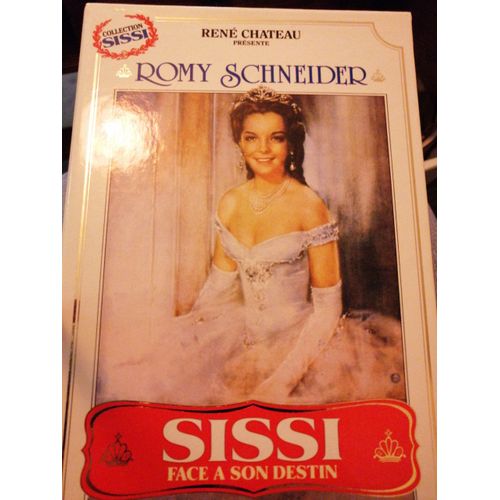 COLLECTION
SISSI
RENÉ CHATEAU
PRÉSENTE
ROMY SCHNEIDER
SISSI
FACE A SON DESTIN